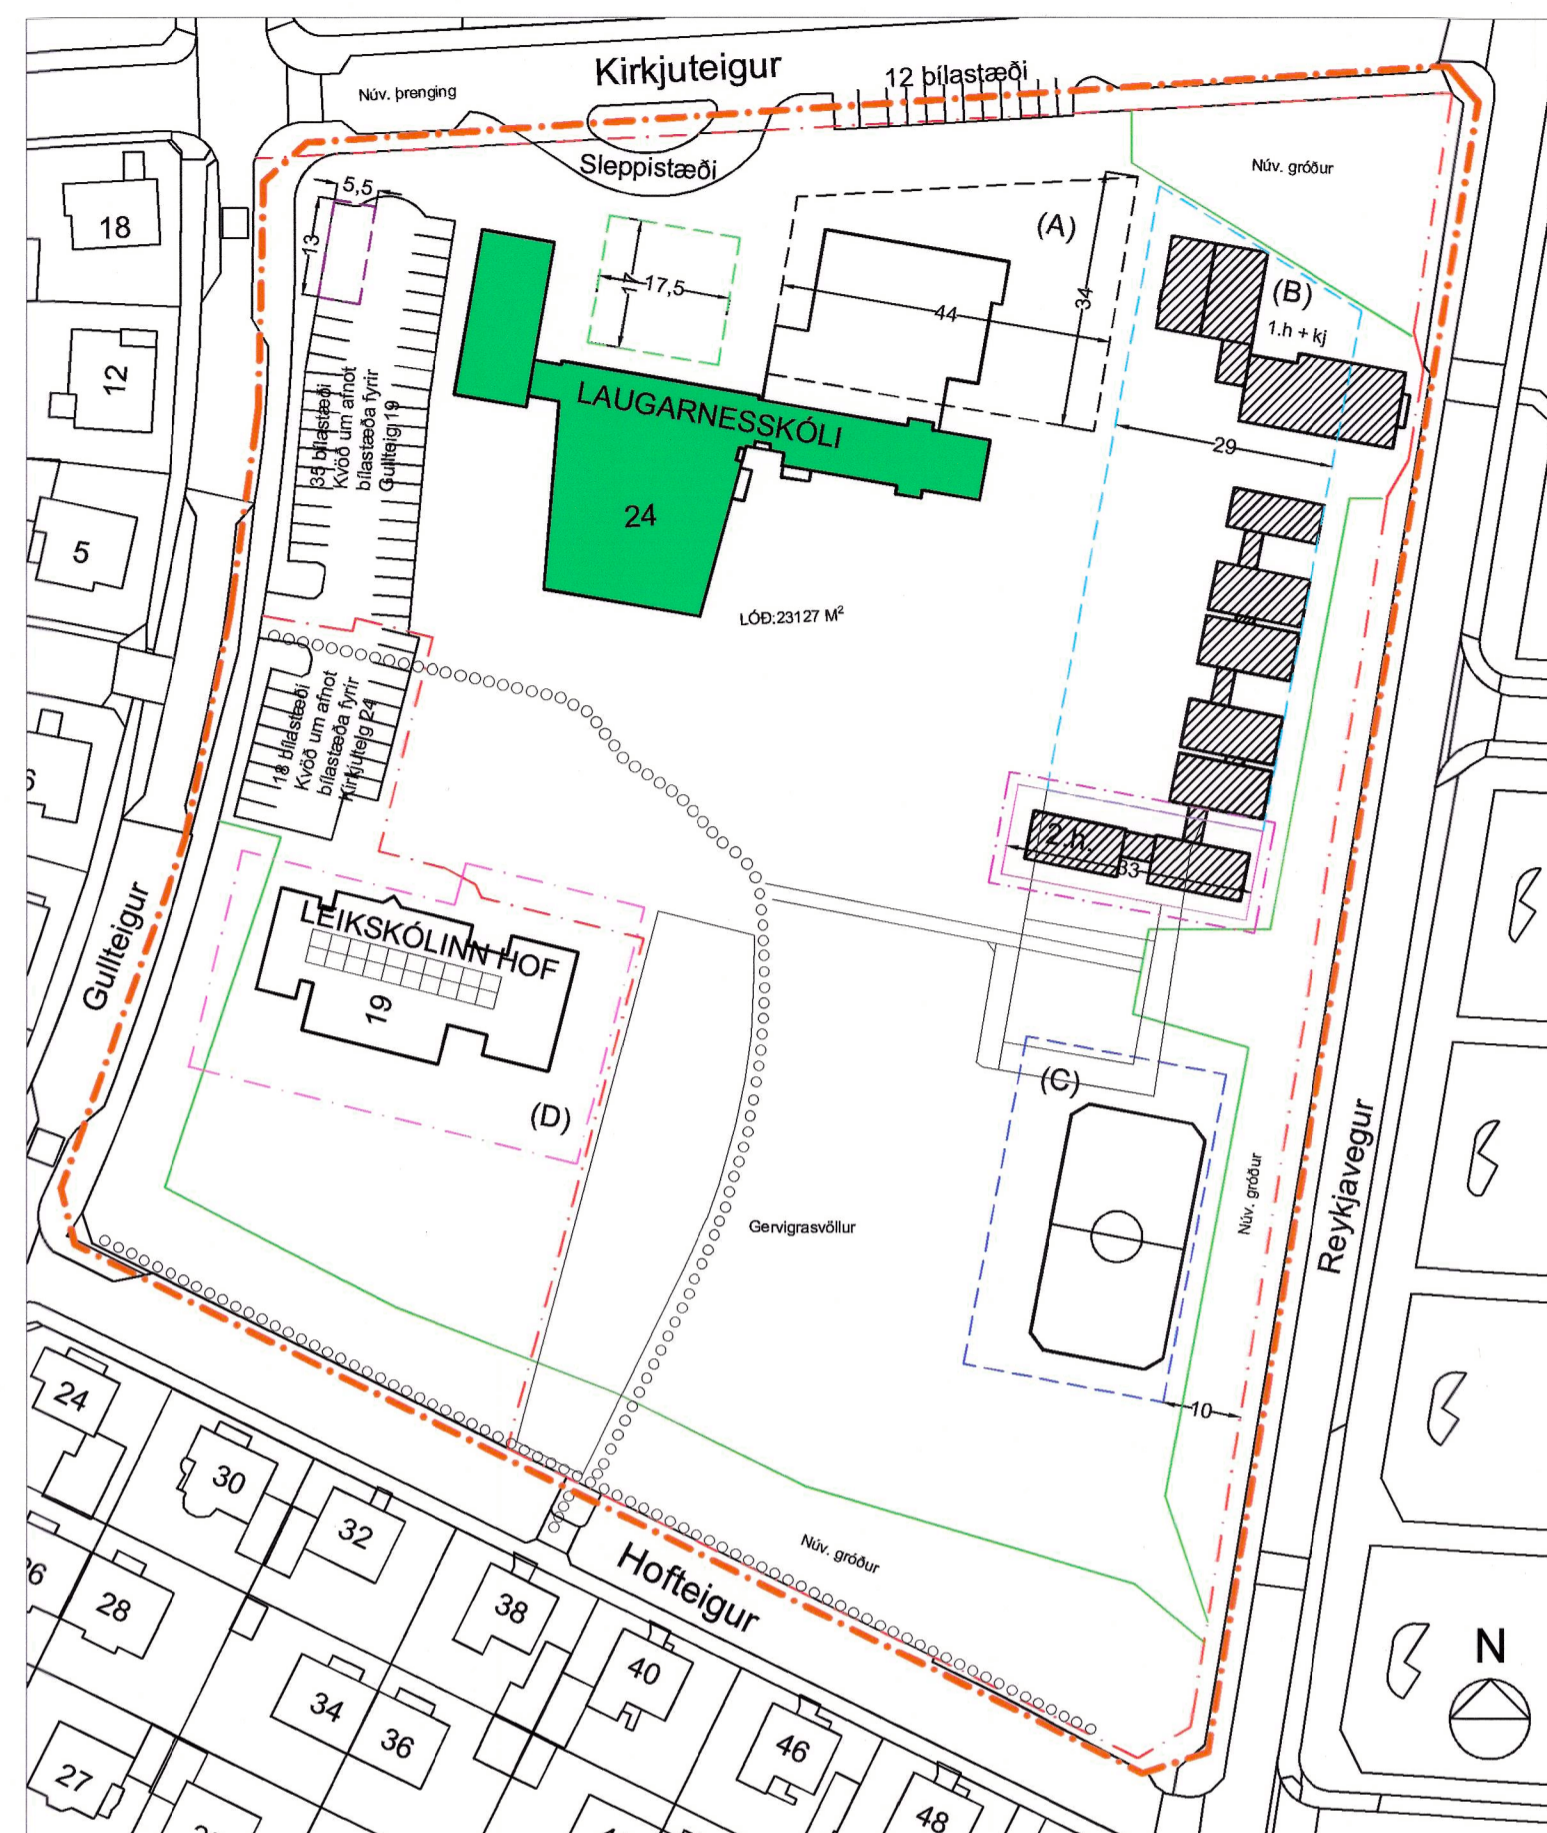 Kirkjuteigur
12 bílastæði
Núv. þrenging
Sleppistæði
Núv. gróður
18
5,5
13
(A)
17
17,5
44
34
(B)
1.h + kj
29
12
35 bílastæði
Kvöð um afnot
bílastæða fyrir
Gullteig 19
LAUGARNESSKÓLI
24
5
LÓÐ:23127 M²
18 bílastæði
Kvöð um afnot
bílastæða fyrir
Kirkjuteig 24
2.h.
33
Gullteigur
LEIKSKÓLINN HOF
19
(D)
(C)
Gervigrasvöllur
Núv. gróður
Reykjavegur
10
24
30
32
Núv. gróður
Hofteigur
28
38
40
34
36
46
27
48
N